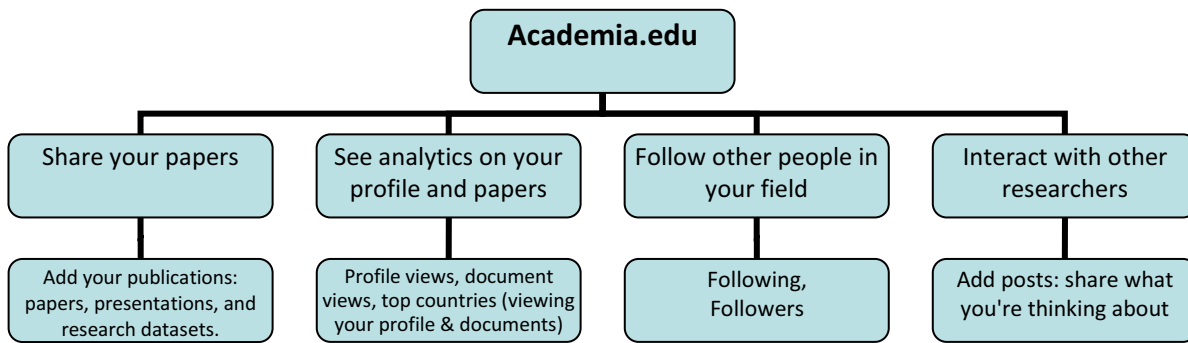 Academia.edu
Share your papers
See analytics on your
profile and papers
Follow other people in
your field
Interact with other
researchers
Add your publications:
papers, presentations, and
research datasets.
Profile views, document
views, top countries (viewing
your profile & documents)
Following,
Followers
Add posts: share what
you're thinking about